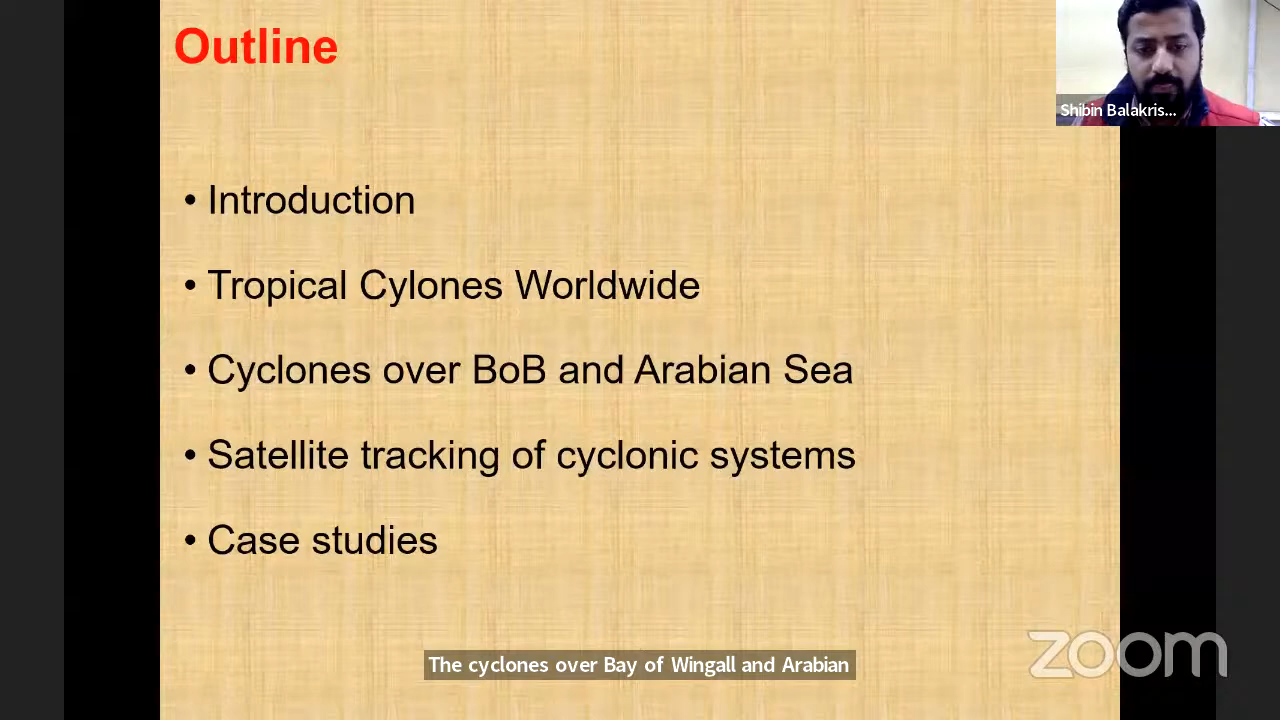 Outline
Shibin Balakris...
• Introduction
• Tropical Cylones Worldwide
• Cyclones over BoB and Arabian Sea
• Satellite tracking of cyclonic systems
• Case studies
zoom
The cyclones over Bay of Wingall and Arabian